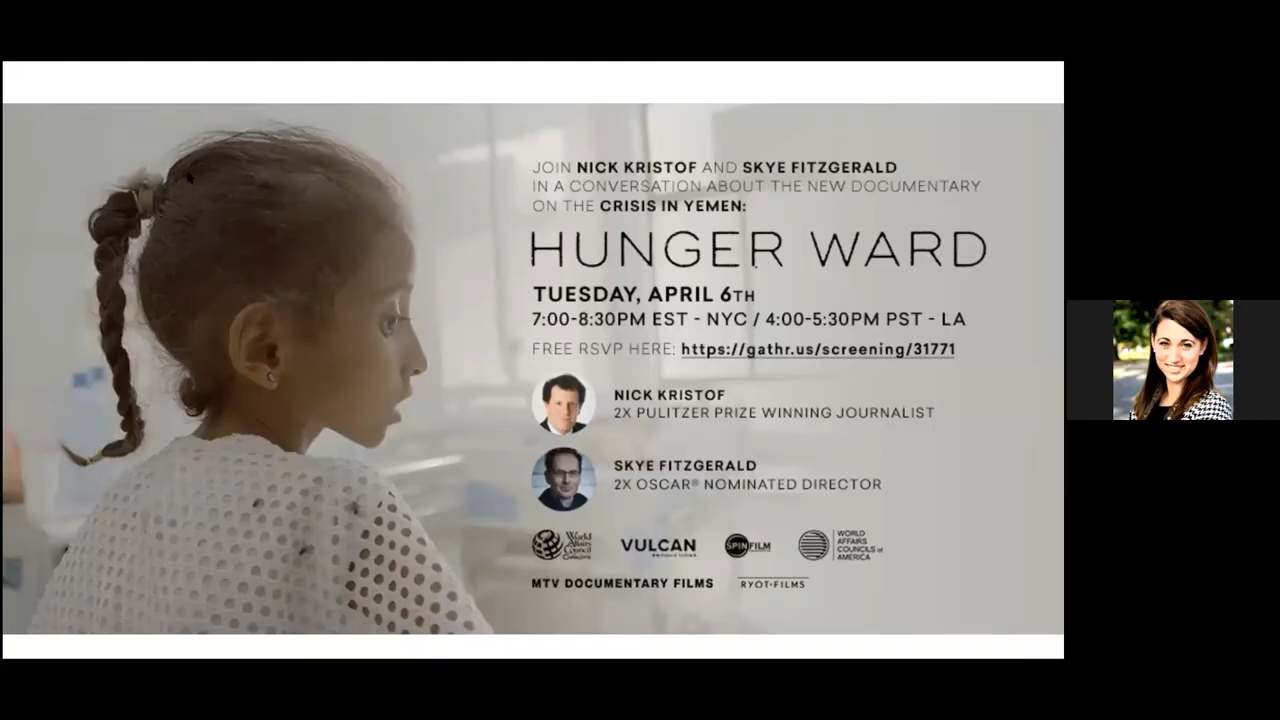 JOIN NICK KRISTOF AND SKYE FITZGERALD
IN A CONVERSATION ABOUT THE NEW DOCUMENTARY
ON THE CRISIS IN YEMEN:
HUNGER WARD
TUESDAY, APRIL 6TH
7:00-8:30PM EST - NYC / 4:00-5:30PM PST - LA
FREE RSVP HERE: https://gathr.us/screening/31771
NICK KRISTOF
2X PULITZER PRIZE WINNING JOURNALIST
SKYE FITZGERALD
2X OSCAR® NOMINATED DIRECTOR
World
Affairs
Council
VULCAN
SPIN FILM
WORLD
AFFAIRS
COUNCILS of
AMERICA
MTV DOCUMENTARY FILMS
RYOT·FILMS